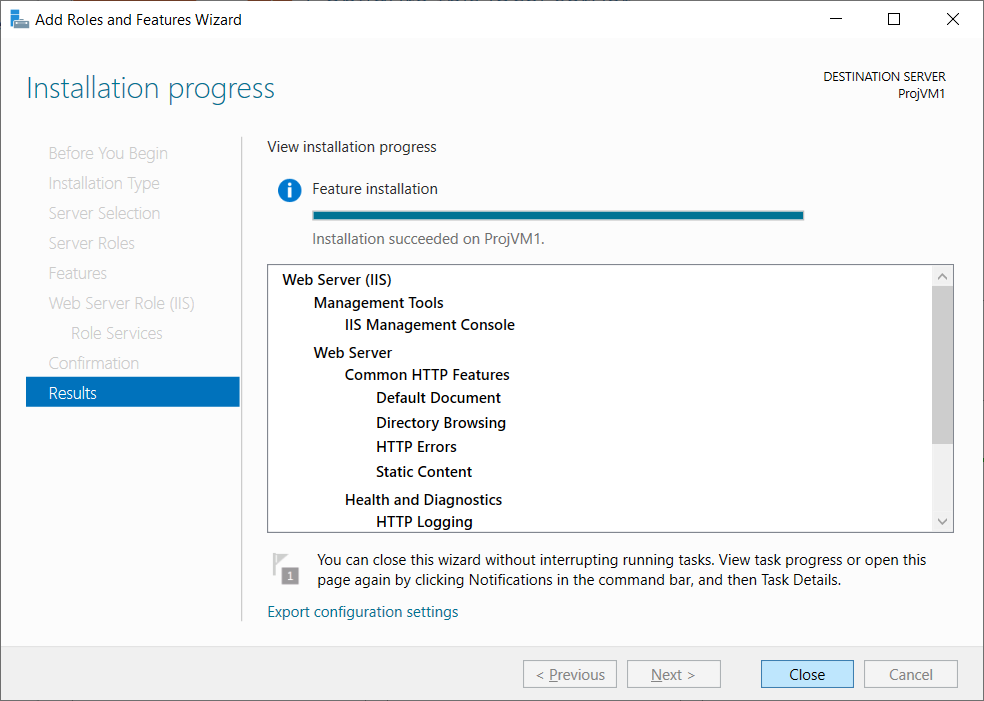 Add Roles and Features Wizard
Installation progress
DESTINATION SERVER
ProjVM1
Before You Begin
Installation Type
Server Selection
Server Roles
Features
Web Server Role (IIS)
Role Services
Confirmation
Results
View installation progress
Feature installation
Installation succeeded on ProjVM1.
Web Server (IIS)
Management Tools
IIS Management Console
Web Server
Common HTTP Features
Default Document
Directory Browsing
HTTP Errors
Static Content
Health and Diagnostics
HTTP Logging
1
You can close this wizard without interrupting running tasks. View task progress or open this
page again by clicking Notifications in the command bar, and then Task Details.
Export configuration settings
< Previous
Next >
Close
Cancel